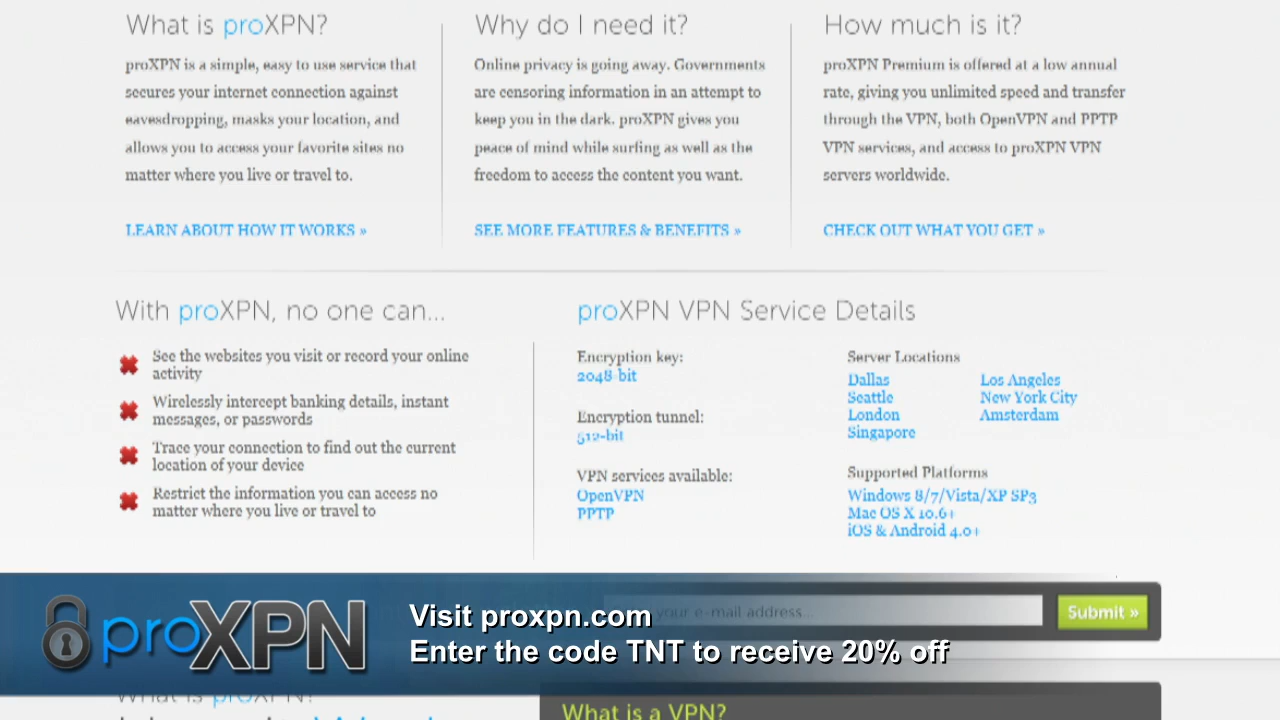 What is proXPN?
proXPN is a simple, easy to use service that
secures your internet connection against
eavesdropping, masks your location, and
allows you to access your favorite sites no
matter where you live or travel to.
LEARN ABOUT HOW IT WORKS »
Why do I need it?
Online privacy is going away. Governments
are censoring information in an attempt to
keep you in the dark. proXPN gives you
peace of mind while surfing as well as the
freedom to access the content you want.
SEE MORE FEATURES & BENEFITS »
How much is it?
proXPN Premium is offered at a low annual
rate, giving you unlimited speed and transfer
through the VPN, both OpenVPN and PPTP
VPN services, and access to proXPN VPN
servers worldwide.
CHECK OUT WHAT YOU GET »
With proXPN, no one can...
See the websites you visit or record your online
activity
Wirelessly intercept banking details, instant
messages, or passwords
Trace your connection to find out the current
location of your device
Restrict the information you can access no
matter where you live or travel to
proXPN VPN Service Details
Encryption key:
2048-bit
Encryption tunnel:
512-bit
VPN services available:
OpenVPN
PPTP
Server Locations
Dallas
Seattle
London
Singapore
Los Angeles
New York City
Amsterdam
Supported Platforms
Windows 8/7/Vista/XP SP3
Mac OS X 10.6+
iOS & Android 4.0+
proXPN
Visit proxpn.com
Enter the code TNT to receive 20% off
your e-mail address...
Submit »
What is proXPN?
What is a VPN?